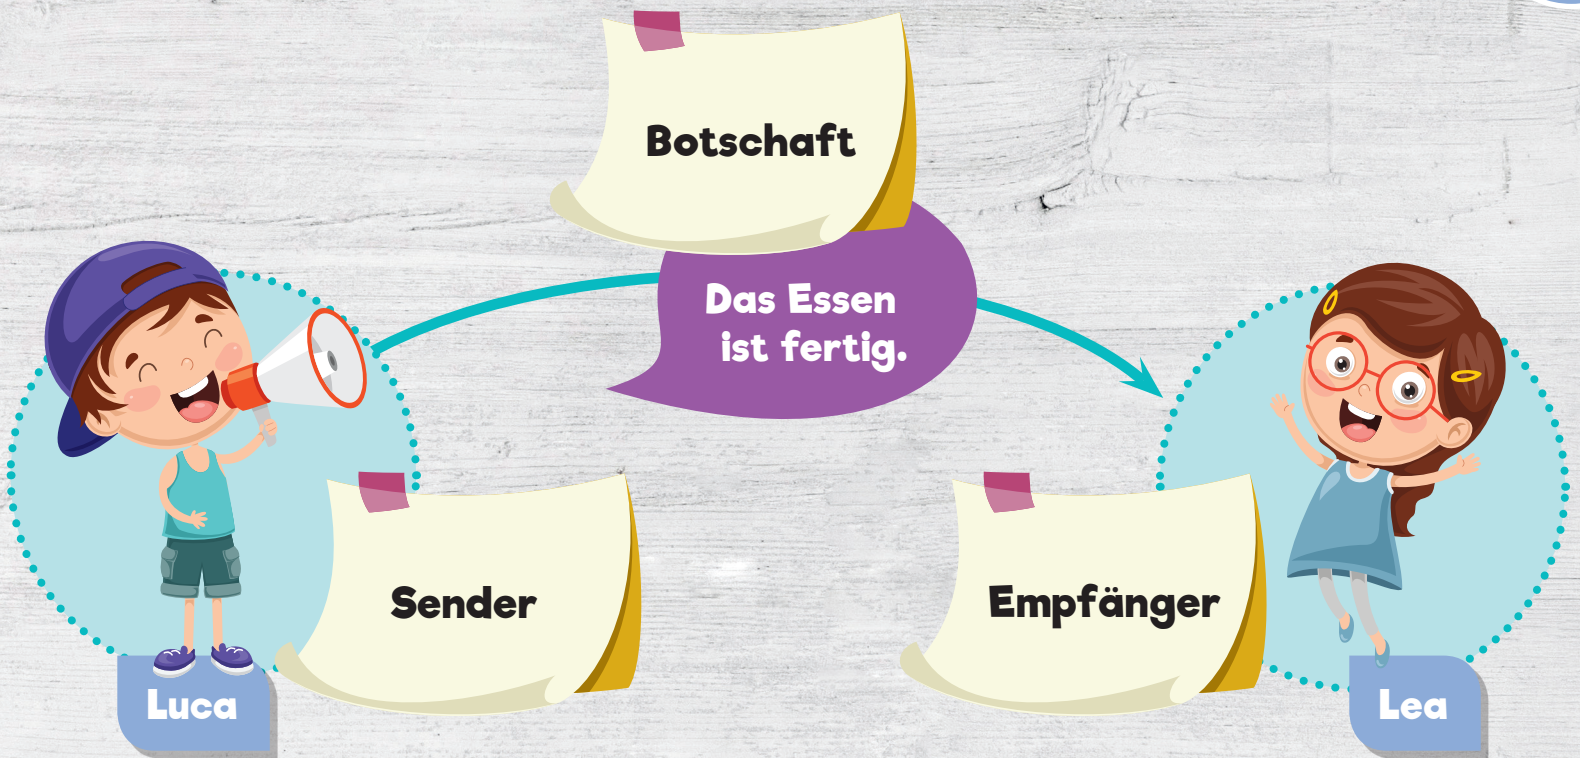 Botschaft
Das Essen
ist fertig.
Sender
Empfänger
Luca
Lea